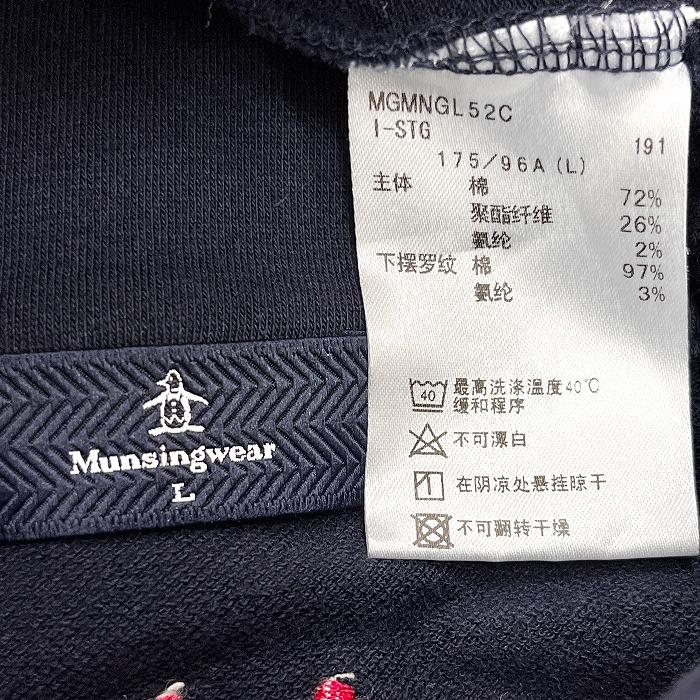 MGMNGL52C
I-STG
191
175/96A (L)
主体 棉 72%
聚酯纤维 26%
氨纶 2%
下摆罗纹 棉 97%
氨纶 3%
40 最高洗涤温度40℃
缓和程序
不可漂白
在阴凉处悬挂晾干
不可翻转干燥
Munsingwear
L